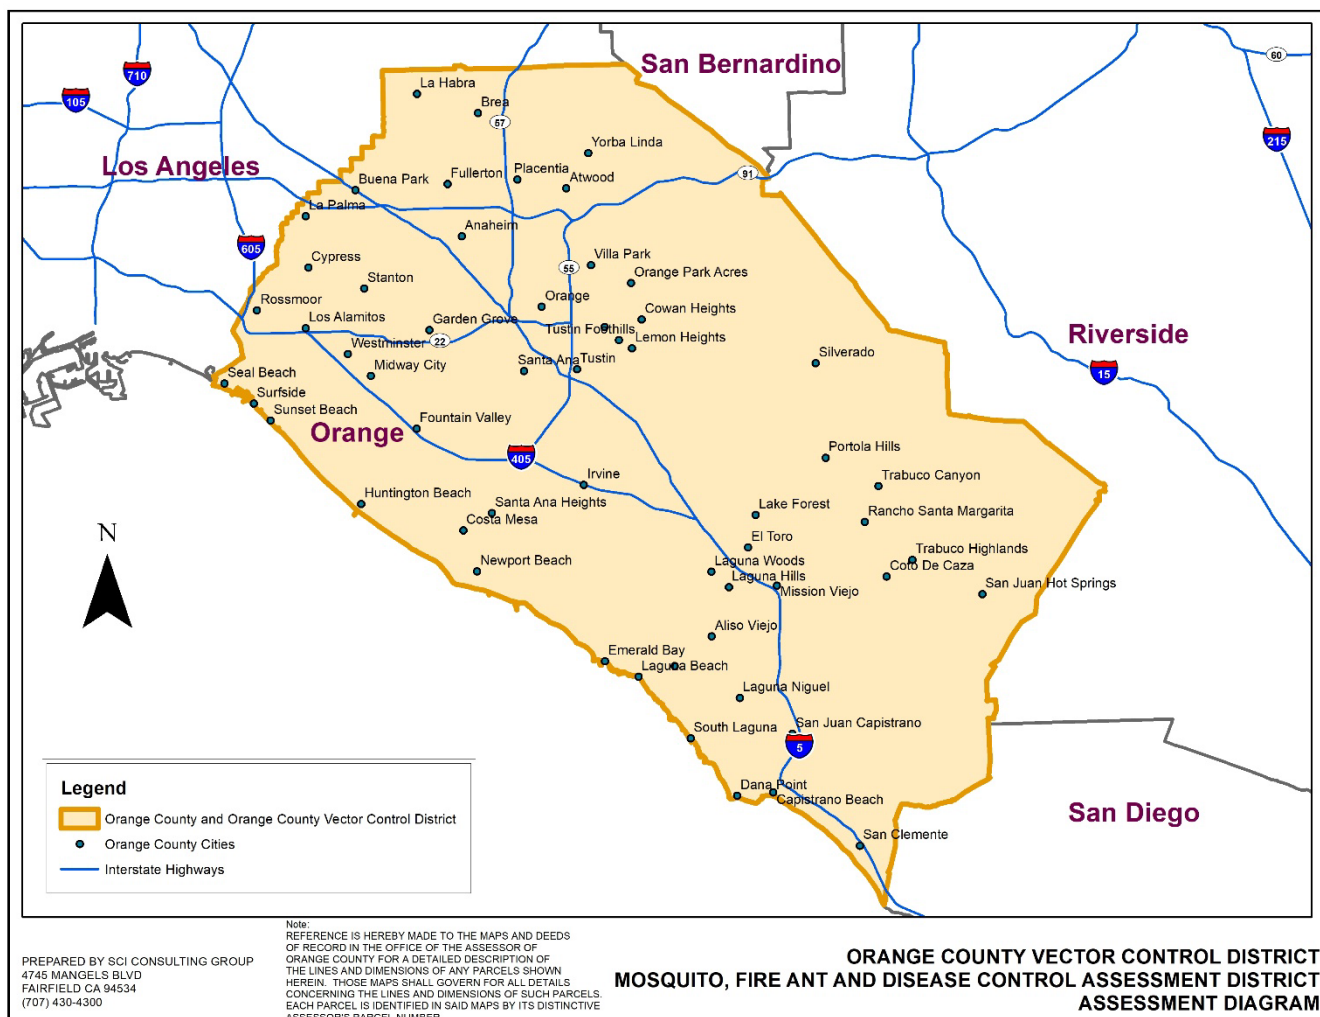 San Bernardino
60
710
La Habra
105
Brea
57
215
Yorba Linda
Los Angeles
Placentia
91
Buena Park
Fullerton
Atwood
La Palma
Anaheim
605
Villa Park
Cypress
55
Orange Park Acres
Stanton
Rossmoor
Orange
Cowan Heights
Los Alamitos
Garden Grove
Tustin Foothills
Riverside
22
Lemon Heights
Westminster
Silverado
Midway City
Santa Ana
Tustin
15
Seal Beach
Surfside
Sunset Beach
Fountain Valley
Orange
Portola Hills
405
Irvine
Trabuco Canyon
Huntington Beach
Santa Ana Heights
Lake Forest
Rancho Santa Margarita
Costa Mesa
N
El Toro
Trabuco Highlands
Newport Beach
Laguna Woods
Coto De Caza
Laguna Hills
San Juan Hot Springs
Mission Viejo
Aliso Viejo
Emerald Bay
Laguna Beach
Laguna Niguel
South Laguna
San Juan Capistrano
5
Dana Point
Capistrano Beach
San Diego
San Clemente
Legend
Orange County and Orange County Vector Control District
Orange County Cities
Interstate Highways
PREPARED BY SCI CONSULTING GROUP
4745 MANGELS BLVD
FAIRFIELD CA 94534
(707) 430-4300
Note:
REFERENCE IS HEREBY MADE TO THE MAPS AND DEEDS
OF RECORD IN THE OFFICE OF THE ASSESSOR OF
ORANGE COUNTY FOR A DETAILED DESCRIPTION OF
THE LINES AND DIMENSIONS OF ANY PARCELS SHOWN
HEREIN. THOSE MAPS SHALL GOVERN FOR ALL DETAILS
CONCERNING THE LINES AND DIMENSIONS OF SUCH PARCELS.
EACH PARCEL IS IDENTIFIED IN SAID MAPS BY ITS DISTINCTIVE
ASSESSOR'S PARCEL NUMBER
ORANGE COUNTY VECTOR CONTROL DISTRICT
MOSQUITO, FIRE ANT AND DISEASE CONTROL ASSESSMENT DISTRICT
ASSESSMENT DIAGRAM